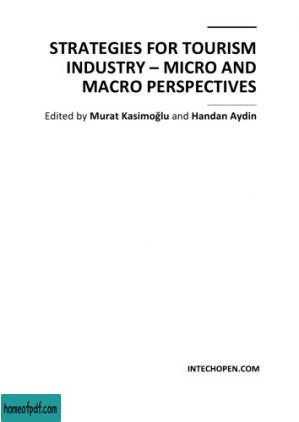 STRATEGIES FOR TOURISM
INDUSTRY – MICRO AND
MACRO PERSPECTIVES
Edited by Murat Kasimoğlu and Handan Aydin
INTECHOPEN.COM
homeofpdf.com